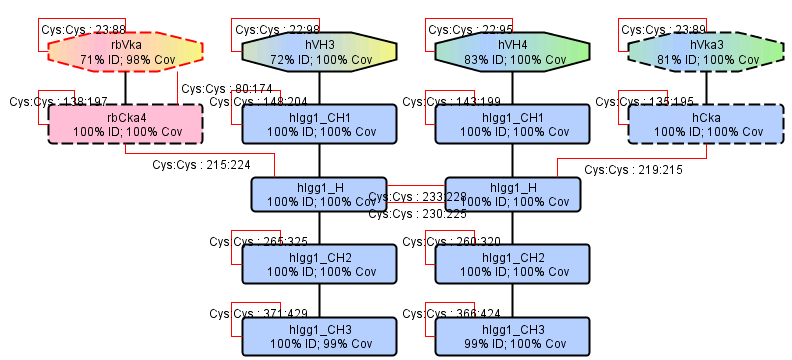 Cys:Cys : 23:88
Cys:Cys : 22:98
Cys:Cys : 22:95
Cys:Cys : 23:89
rbVka
71% ID; 98% Cov
hVH3
72% ID; 100% Cov
hVH4
83% ID; 100% Cov
hVka3
81% ID; 100% Cov
Cys:Cys : 80:174
Cys:Cys : 138:197
Cys:Cys : 148:204
Cys:Cys : 143:199
Cys:Cys : 135:195
rbCka4
100% ID; 100% Cov
hIgg1_CH1
100% ID; 100% Cov
hIgg1_CH1
100% ID; 100% Cov
hCka
100% ID; 100% Cov
Cys:Cys : 215:224
Cys:Cys : 219:215
hIgg1_H
100% ID; 100% Cov
hIgg1_H
100% ID; 100% Cov
Cys:Cys : 233:228
Cys:Cys : 230:225
Cys:Cys : 265:325
Cys:Cys : 260:320
hIgg1_CH2
100% ID; 100% Cov
hIgg1_CH2
100% ID; 100% Cov
Cys:Cys : 371:429
Cys:Cys : 366:424
hIgg1_CH3
100% ID; 99% Cov
hIgg1_CH3
99% ID; 100% Cov